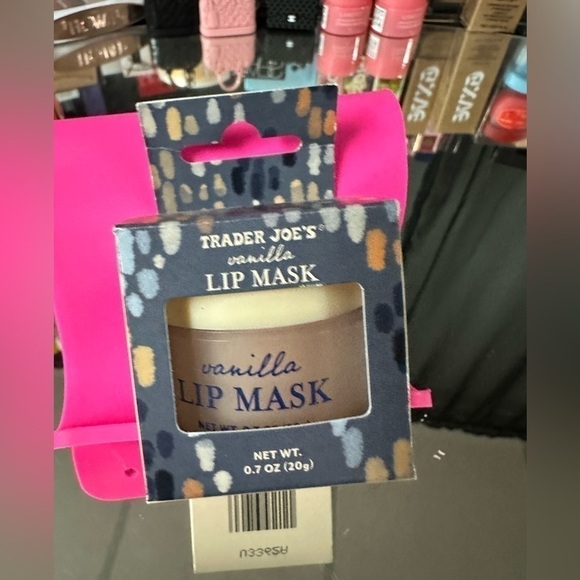 TRADER JOE'S®
vanilla
LIP MASK
vanilla
LIP MASK
NET WT.
0.7 OZ (20g)